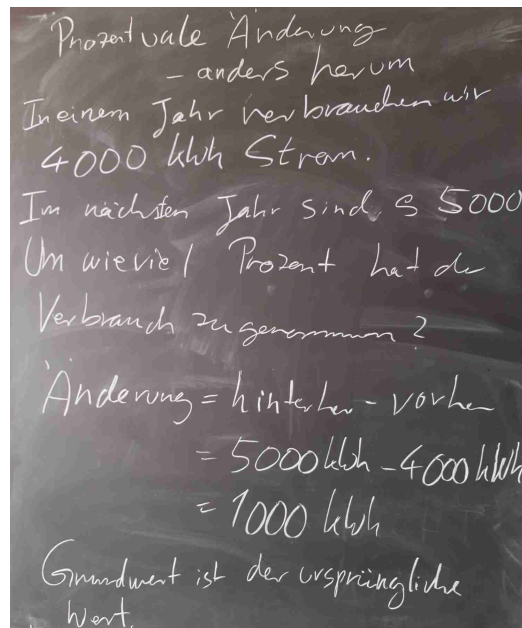 Prozentuale Änderung
- anders herum
In einem Jahr verbrauchen wir
4000 kWh Strom.
Im nächsten Jahr sind s 5000
Um wieviel Prozent hat der
Verbrauch zugenommen?
Änderung = hinterher - vorher
= 5000 kWh - 4000 kWh
= 1000 kWh
Grundwert ist der ursprüngliche
Wert.